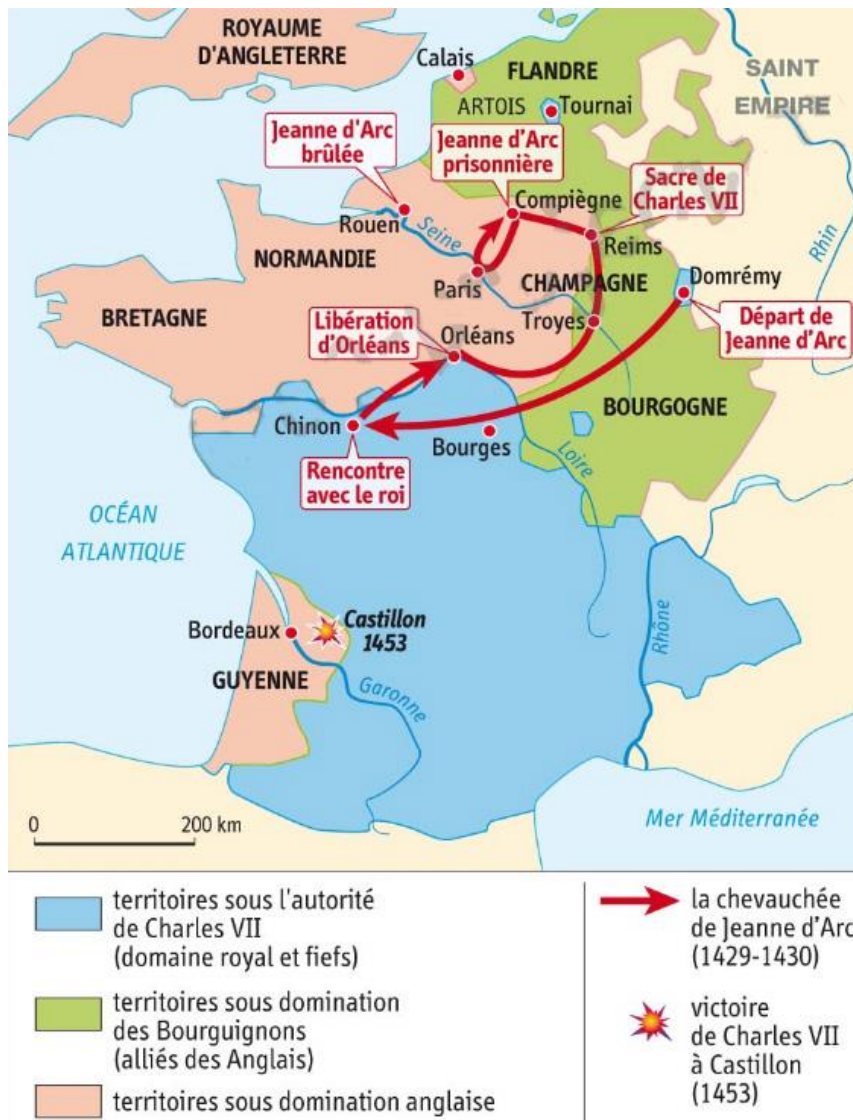 ROYAUME
D'ANGLETERRE
Calais
FLANDRE
SAINT
EMPIRE
ARTOIS
Tournai
Jeanne d'Arc
brûlée
Jeanne d'Arc
prisonnière
Sacre de
Charles VII
Compiègne
Rouen
Seine
Reims
Rhin
NORMANDIE
Paris
CHAMPAGNE
Domrémy
BRETAGNE
Libération
d'Orléans
Orléans
Troyes
Départ de
Jeanne d'Arc
BOURGOGNE
Chinon
Bourges
Loire
Rencontre
avec le roi
OCÉAN
ATLANTIQUE
Bordeaux
Castillon
1453
Rhône
GUYENNE
Garonne
0 200 km
Mer Méditerranée
territoires sous l'autorité
de Charles VII
(domaine royal et fiefs)
territoires sous domination
des Bourguignons
(alliés des Anglais)
territoires sous domination anglaise
la chevauchée
de Jeanne d'Arc
(1429-1430)
victoire
de Charles VII
à Castillon
(1453)